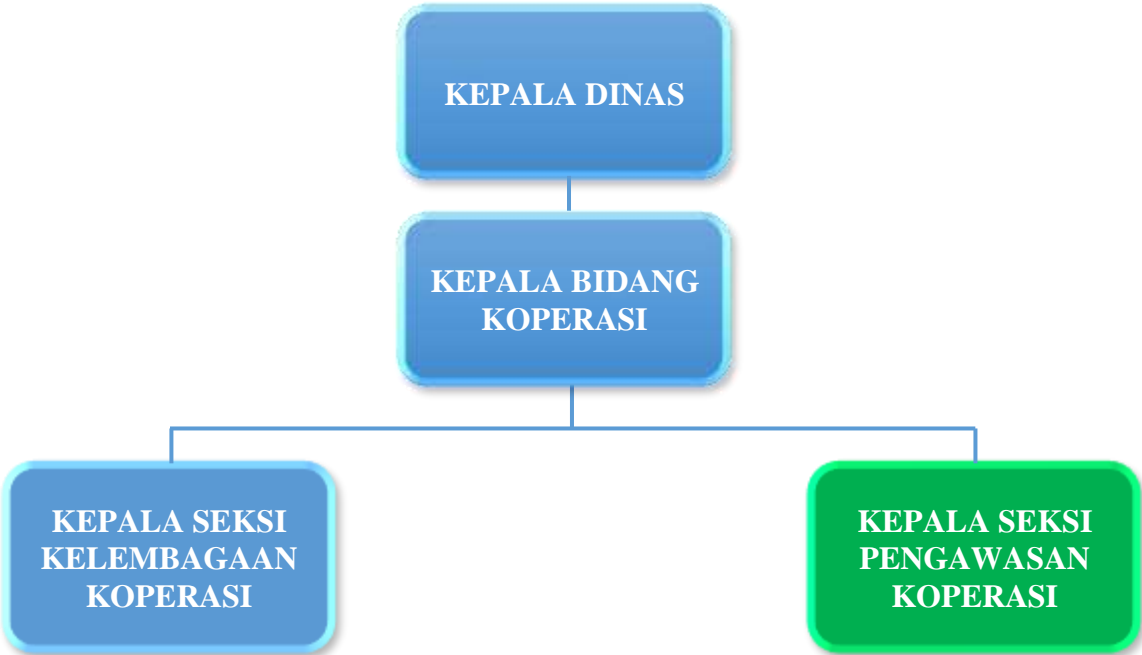 KEPALA DINAS
KEPALA BIDANG
KOPERASI
KEPALA SEKSI
KELEMBAGAAN
KOPERASI
KEPALA SEKSI
PENGAWASAN
KOPERASI